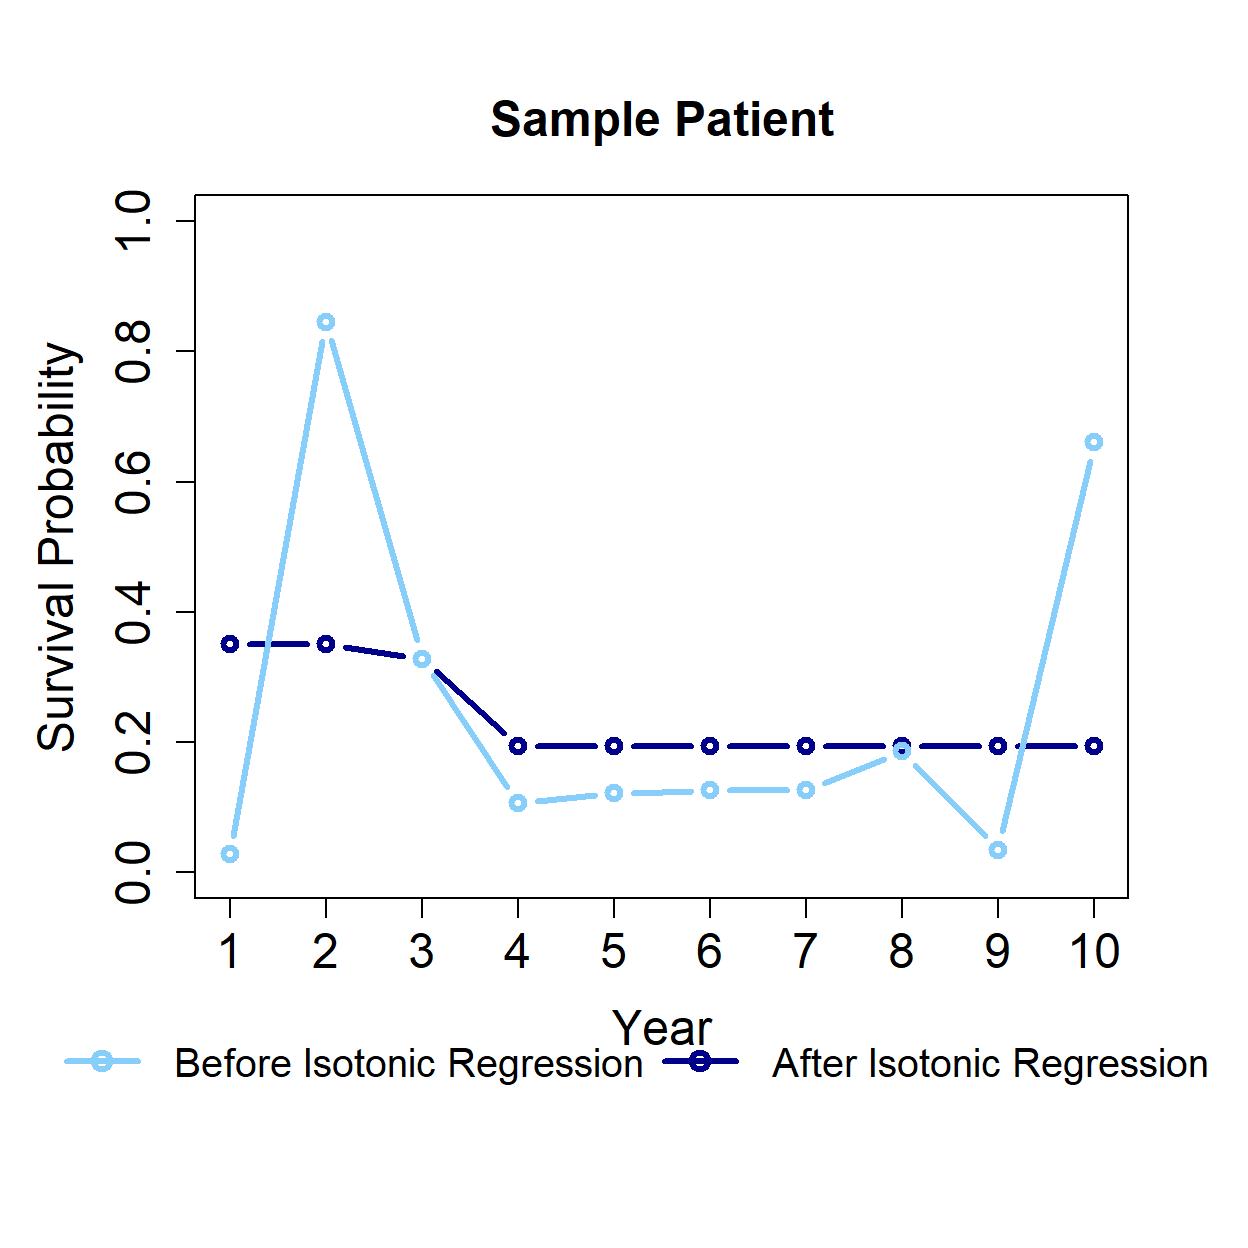 Sample Patient
Survival Probability
1.0
0.8
0.6
0.4
0.2
0.0
1 2 3 4 5 6 7 8 9 10
Year
Before Isotonic Regression After Isotonic Regression